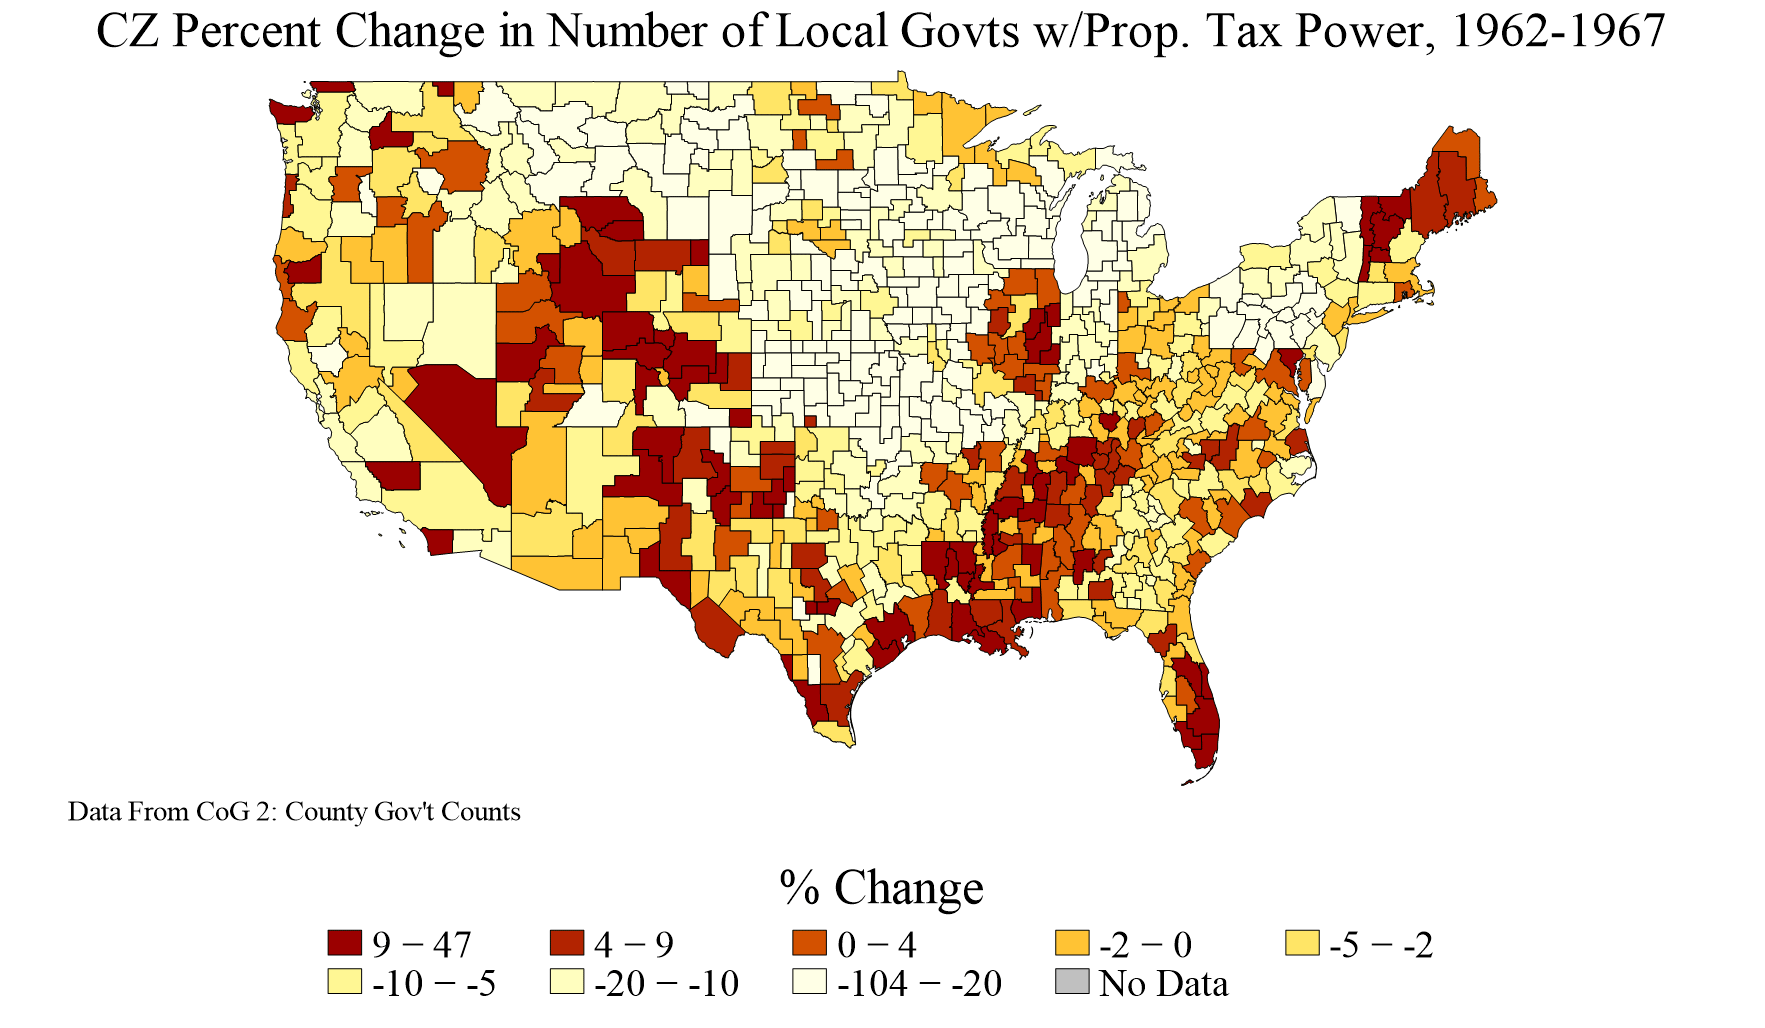 CZ Percent Change in Number of Local Govts w/Prop. Tax Power, 1962-1967
Data From CoG 2: County Gov't Counts
% Change
9 − 47 4 − 9 0 − 4 -2 − 0 -5 − -2
-10 − -5 -20 − -10 -104 − -20 No Data